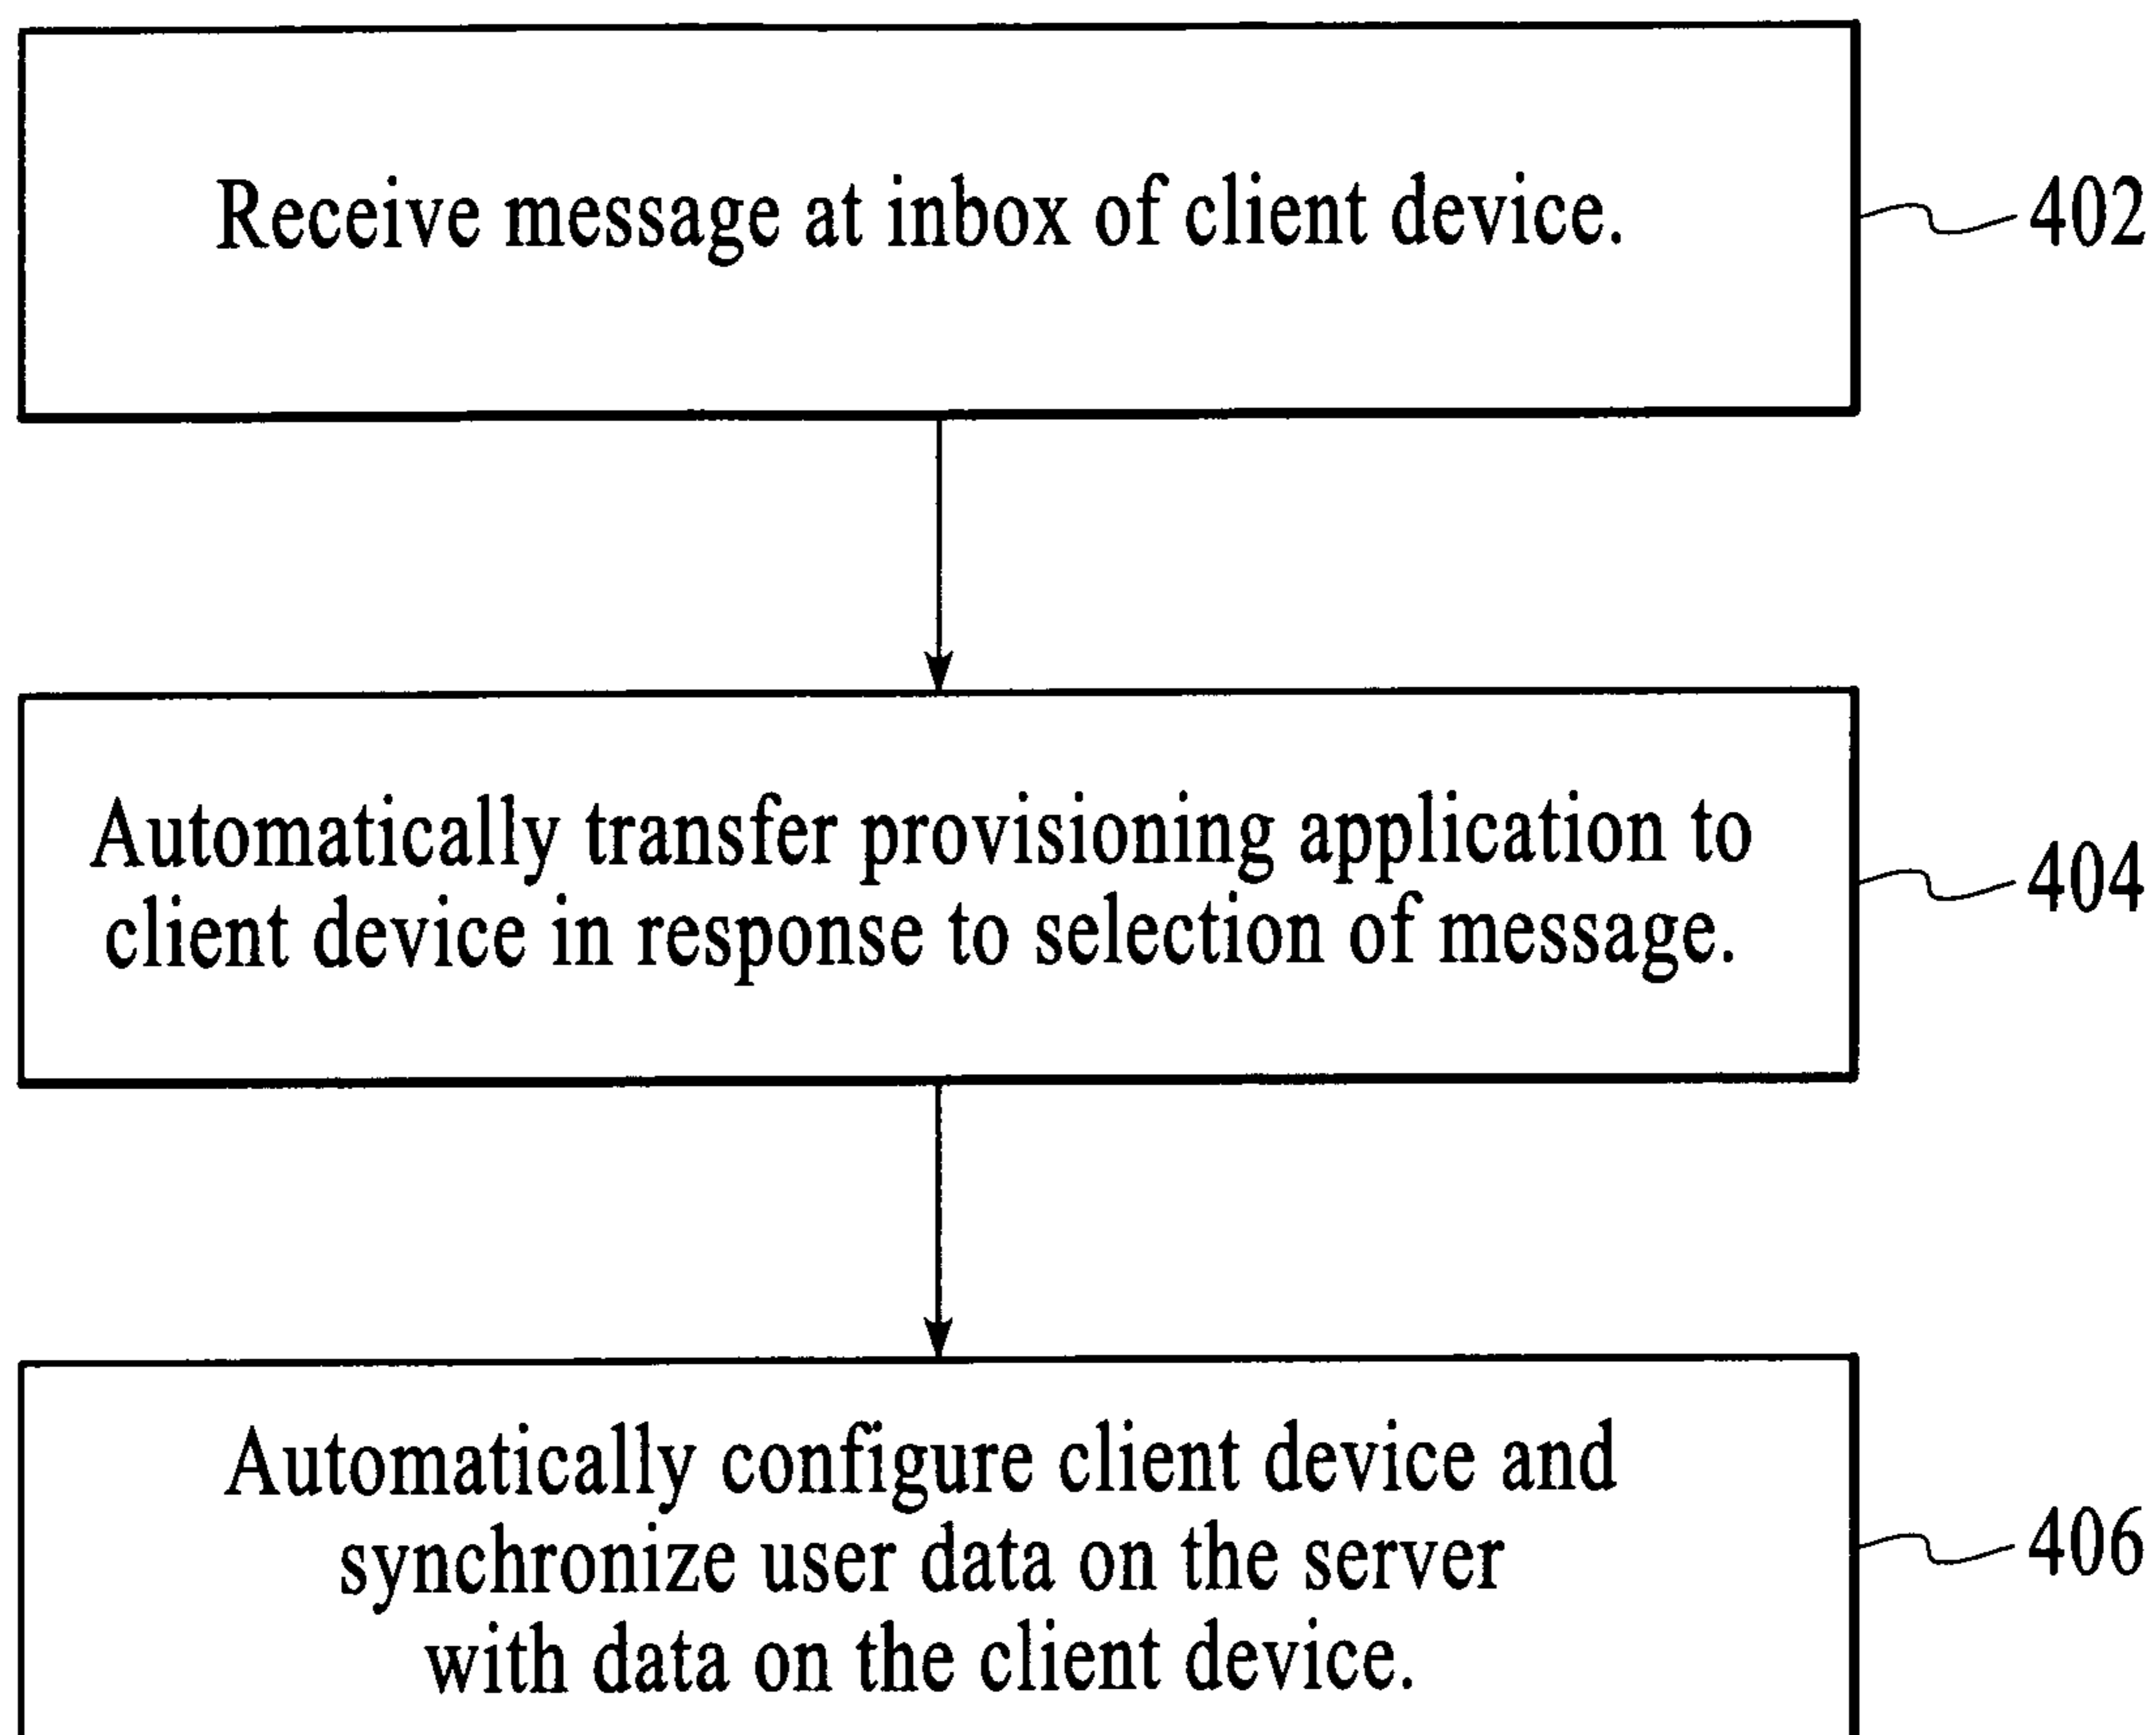 Receive message at inbox of client device.
402
Automatically transfer provisioning application to
client device in response to selection of message.
404
Automatically configure client device and
synchronize user data on the server
with data on the client device.
406